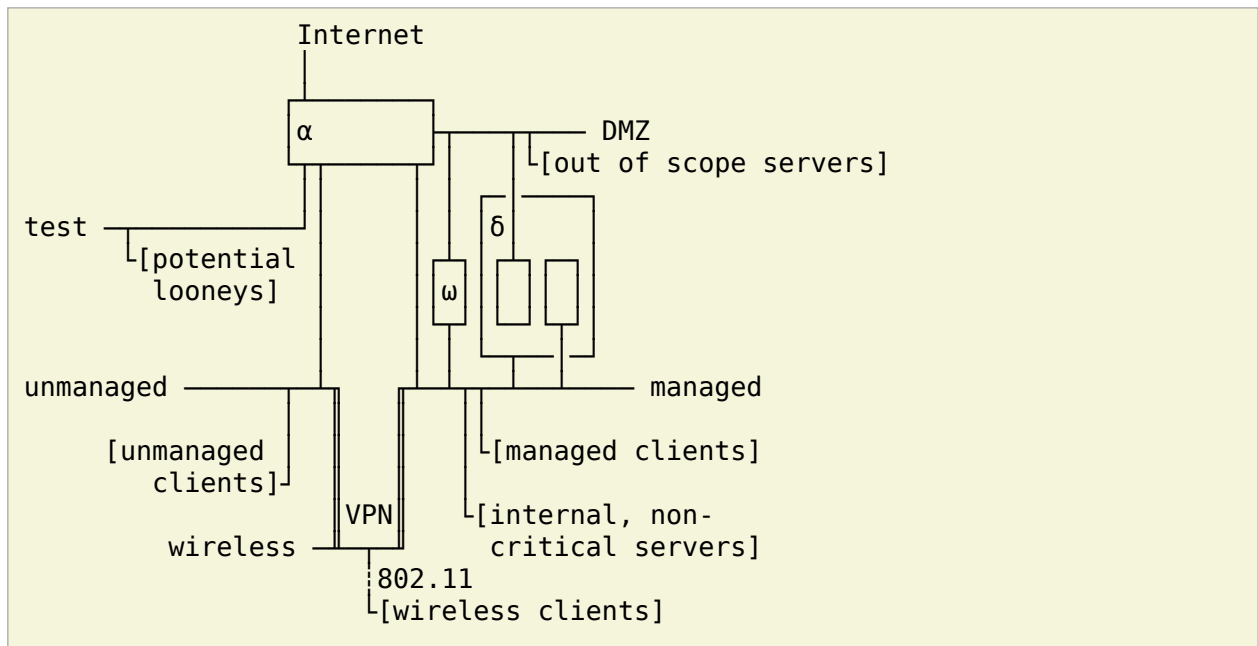 Internet
α
DMZ
[out of scope servers]
test
δ
[potential
looneys]
ω
unmanaged
managed
[unmanaged
clients]
[managed clients]
VPN
[internal, non-
critical servers]
wireless
802.11
[wireless clients]